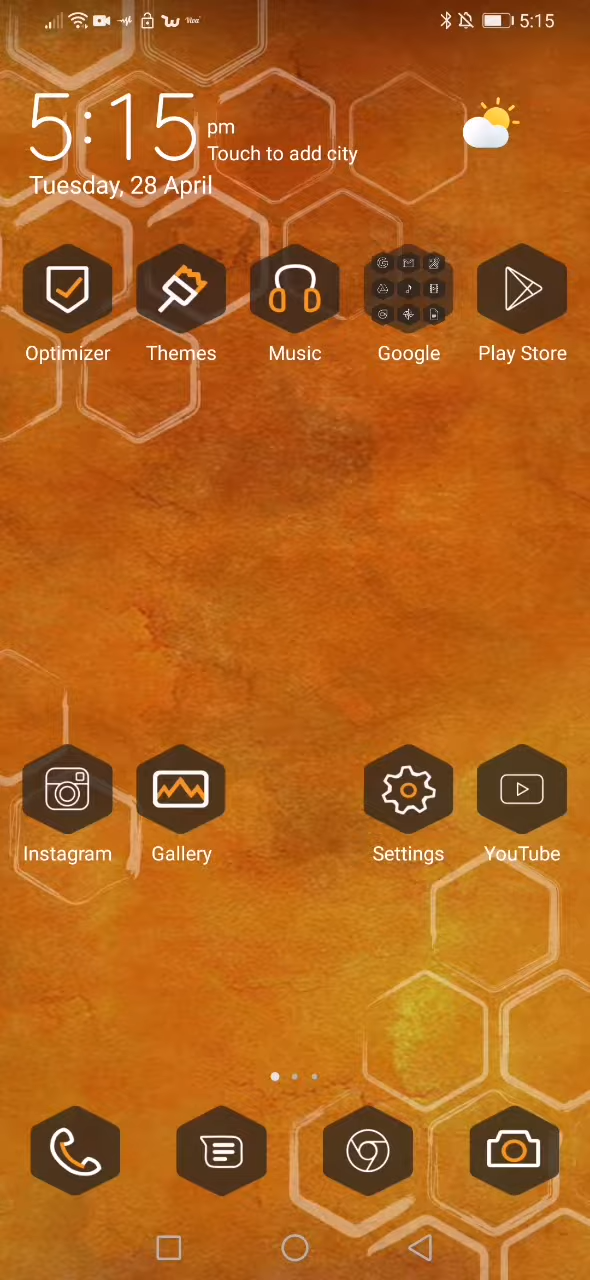 5:15
5:15 pm
Touch to add city
Tuesday, 28 April
Optimizer Themes Music Google Play Store
Instagram Gallery Settings YouTube